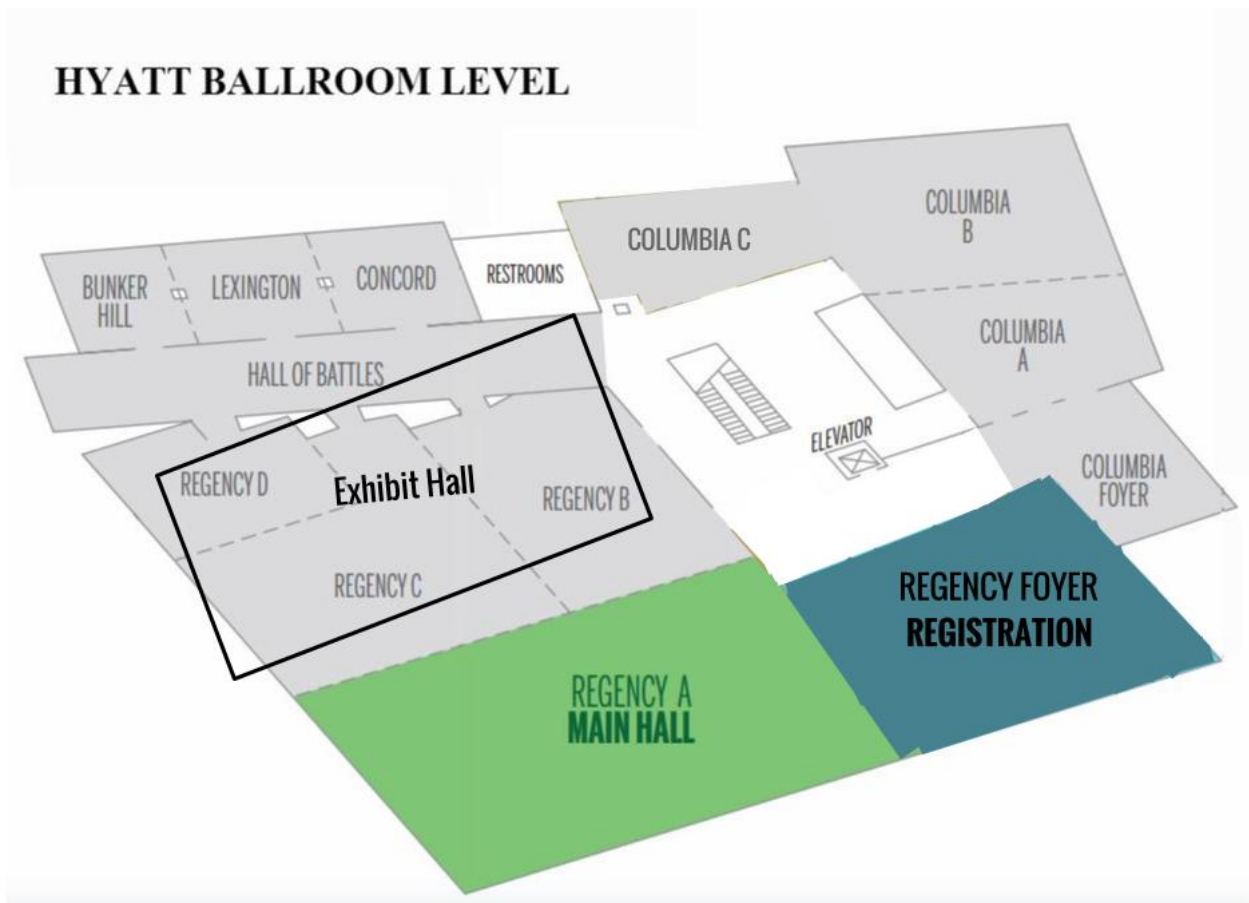 HYATT BALLROOM LEVEL
COLUMBIA
B
COLUMBIA C
BUNKER
HILL
LEXINGTON
CONCORD
RESTROOMS
COLUMBIA
A
HALL OF BATTLES
ELEVATOR
COLUMBIA
FOYER
REGENCY D
Exhibit Hall
REGENCY B
REGENCY C
REGENCY FOYER
REGISTRATION
REGENCY A
MAIN HALL